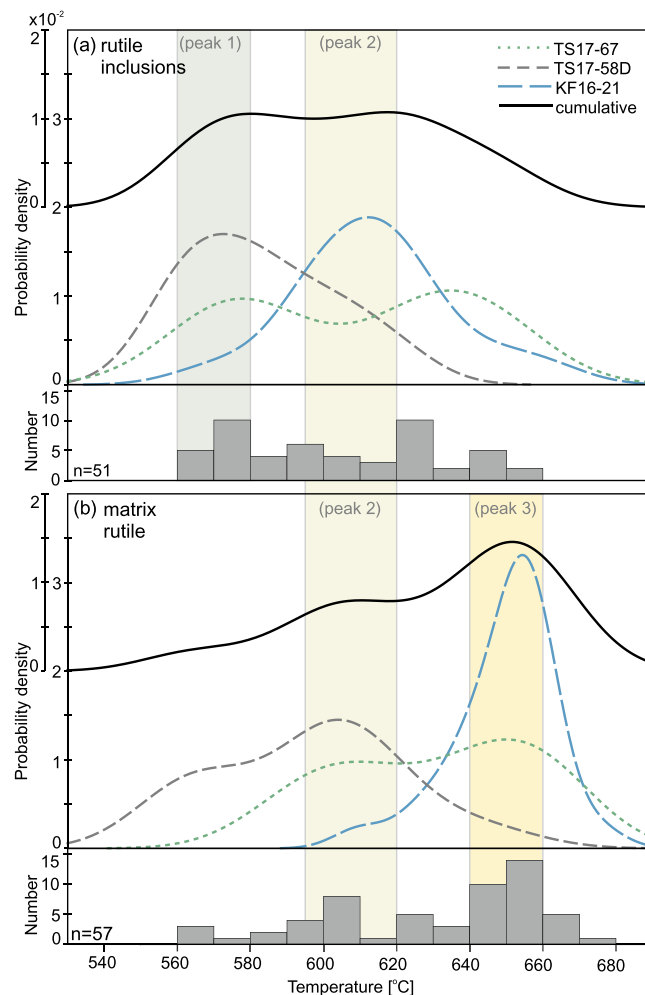 x10⁻²
2
(a) rutile
inclusions
(peak 1)
(peak 2)
TS17-67
TS17-58D
KF16-21
cumulative
1
3
0
2
Probability density
1
0
15
10
5
0
Number
n=51
2
(b) matrix
rutile
(peak 2)
(peak 3)
1
3
0
2
Probability density
1
0
15
10
5
0
Number
n=57
540 560 580 600 620 640 660 680
Temperature [°C]